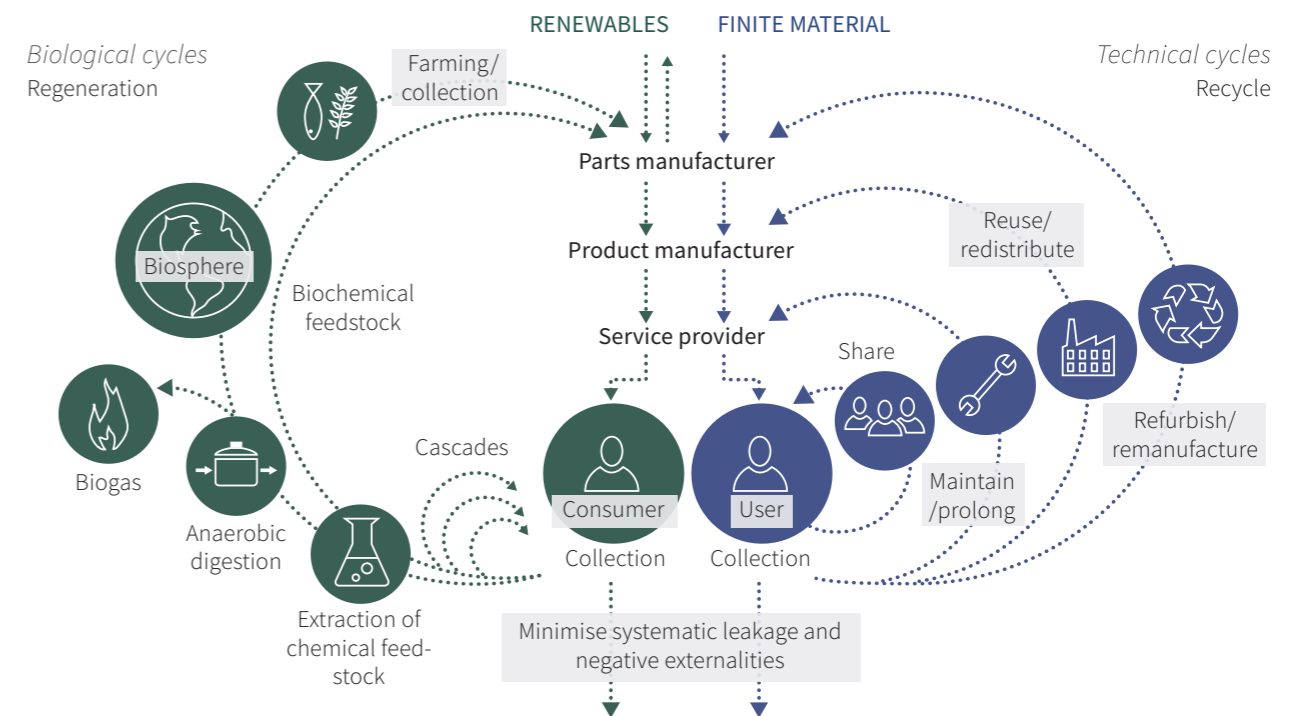 RENEWABLES
FINITE MATERIAL
Biological cycles
Regeneration
Technical cycles
Recycle
Farming/
collection
Parts manufacturer
Reuse/
redistribute
Product manufacturer
Biosphere
Biochemical
feedstock
Service provider
Share
Refurbish/
remanufacture
Cascades
Biogas
Maintain
/prolong
Consumer
User
Anaerobic
digestion
Collection
Collection
Extraction of
chemical feed-
stock
Minimise systematic leakage and
negative externalities